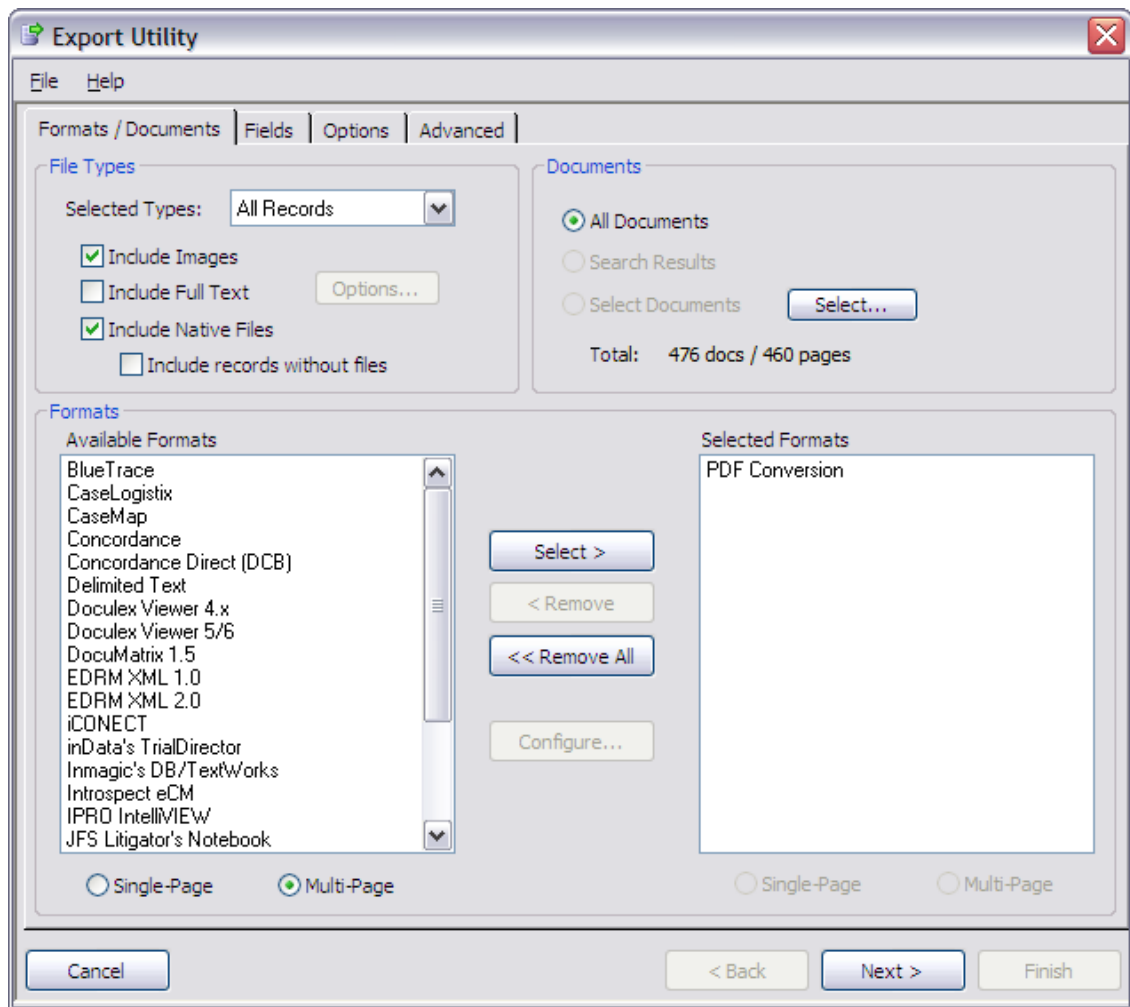 Export Utility
File Help
Formats / Documents Fields Options Advanced
File Types
Selected Types: All Records
Include Images
Include Full Text Options...
Include Native Files
Include records without files
Documents
All Documents
Search Results
Select Documents Select...
Total: 476 docs / 460 pages
Formats
Available Formats
BlueTrace
CaseLogistix
CaseMap
Concordance
Concordance Direct (DCB)
Delimited Text
Doculex Viewer 4.x
Doculex Viewer 5/6
DocuMatrix 1.5
EDRM XML 1.0
EDRM XML 2.0
iCONECT
inData's TrialDirector
Inmagic's DB/TextWorks
Introspect eCM
IPRO IntelliVIEW
JFS Litigator's Notebook
Single-Page Multi-Page
Select >
< Remove
<< Remove All
Configure...
Selected Formats
PDF Conversion
Single-Page Multi-Page
Cancel < Back Next > Finish